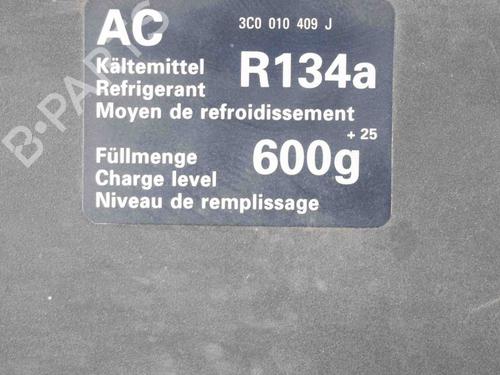 AC 3C0 010 409 J
Kältemittel R134a
Refrigerant
Moyen de refroidissement
+ 25
Füllmenge 600g
Charge level
Niveau de remplissage
B-PARTS